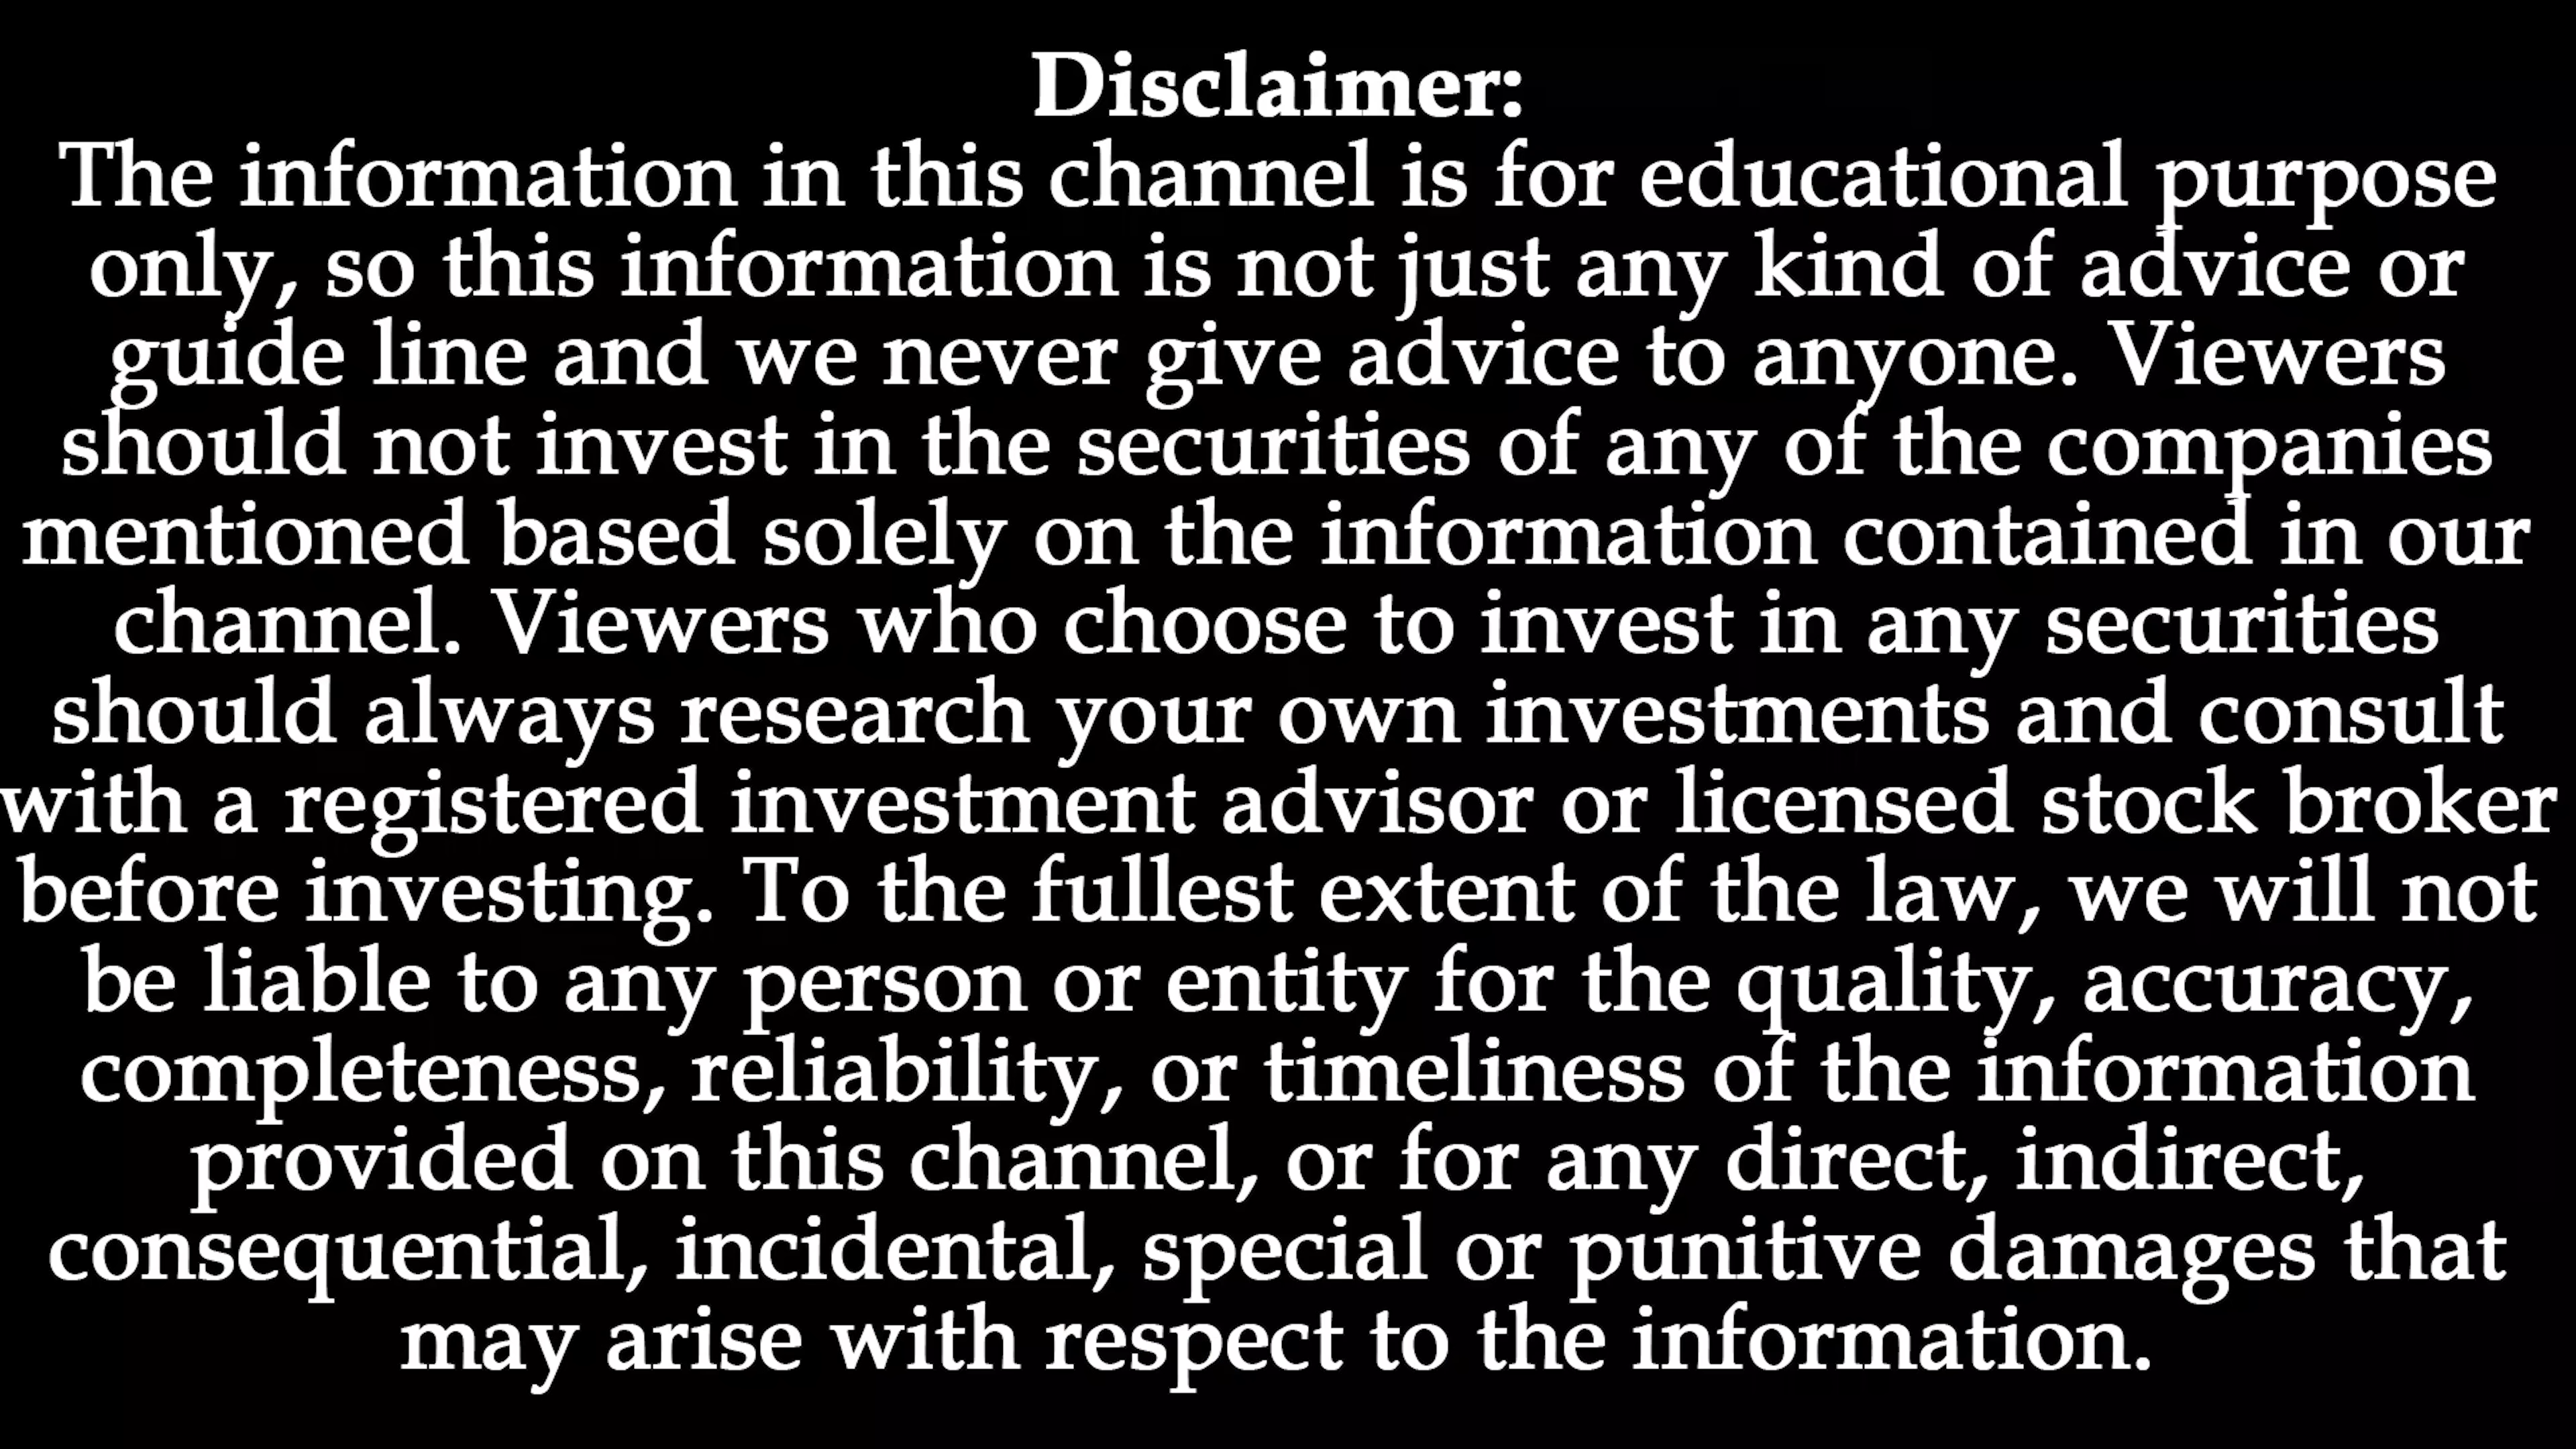 Disclaimer:
The information in this channel is for educational purpose
only, so this information is not just any kind of advice or
guide line and we never give advice to anyone. Viewers
should not invest in the securities of any of the companies
mentioned based solely on the information contained in our
channel. Viewers who choose to invest in any securities
should always research your own investments and consult
with a registered investment advisor or licensed stock broker
before investing. To the fullest extent of the law, we will not
be liable to any person or entity for the quality, accuracy,
completeness, reliability, or timeliness of the information
provided on this channel, or for any direct, indirect,
consequential, incidental, special or punitive damages that
may arise with respect to the information.